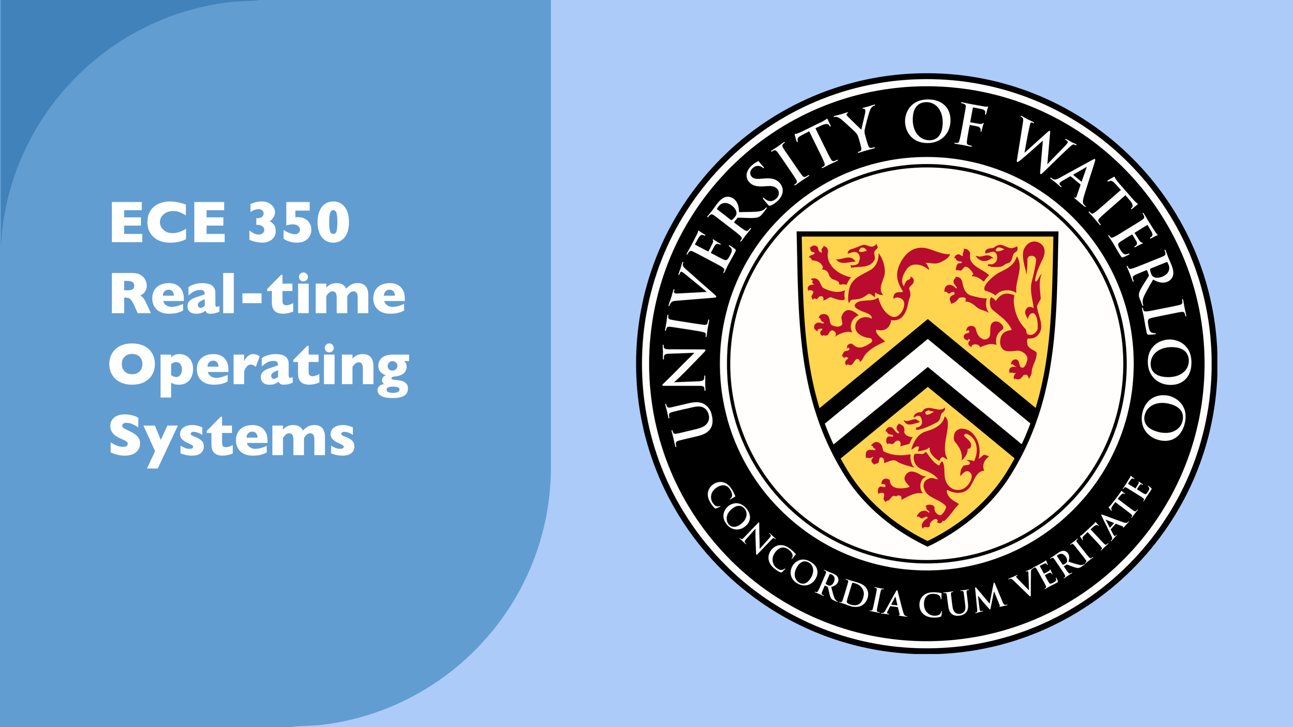 ECE 350
Real-time
Operating
Systems
UNIVERSITY OF WATERLOO
CONCORDIA CUM VERITATE